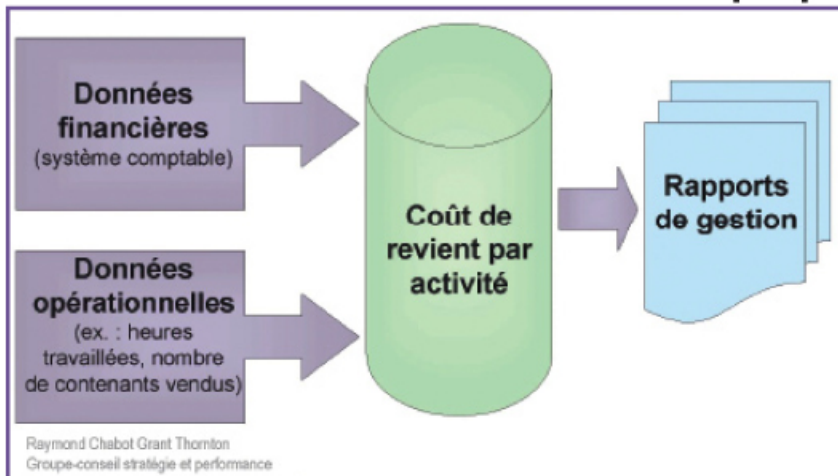 Données
financières
(système comptable)
Données
opérationnelles
(ex. : heures
travaillées, nombre
de contenants vendus)
Coût de
revient par
activité
Rapports
de gestion
Raymond Chabot Grant Thornton
Groupe-conseil stratégie et performance